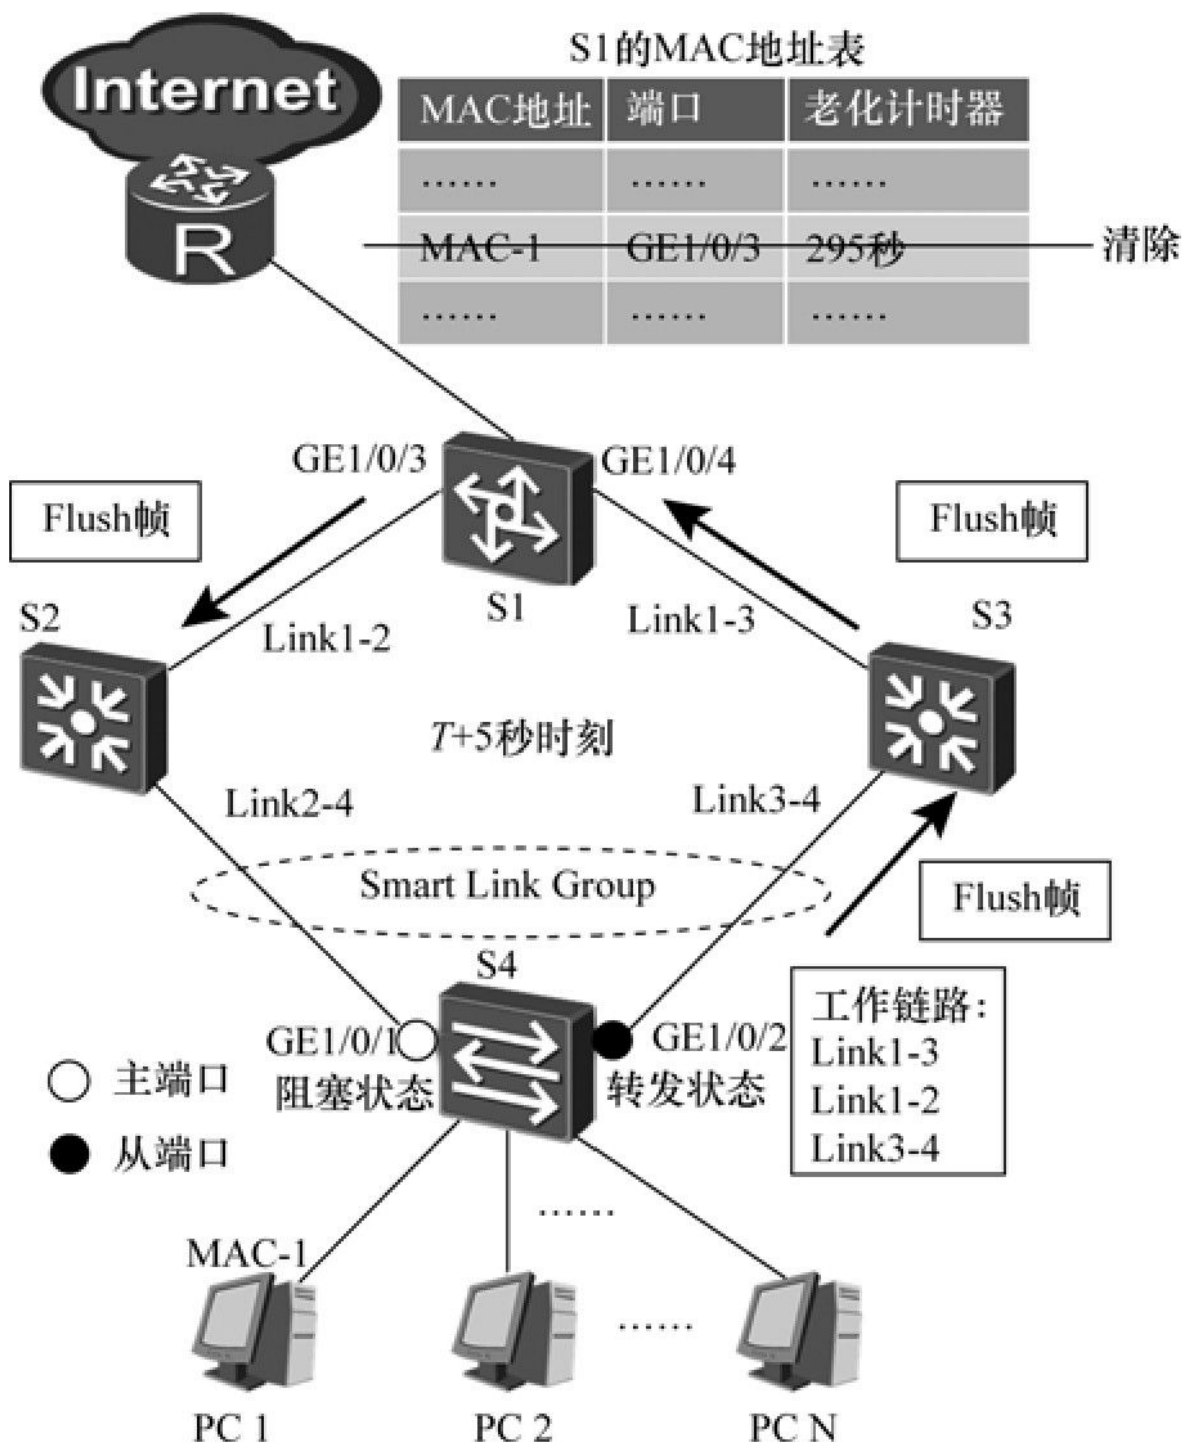 Internet
R
S1的MAC地址表
MAC地址 端口 老化计时器
…… …… ……
MAC-1 GE1/0/3 295秒
清除
…… …… ……
GE1/0/3
GE1/0/4
Flush帧
Flush帧
S1
S2
S3
Link1-2
Link1-3
T+5秒时刻
Link2-4
Link3-4
Smart Link Group
Flush帧
S4
GE1/0/1
阻塞状态
GE1/0/2
转发状态
工作链路：
Link1-3
Link1-2
Link3-4
主端口
从端口
……
MAC-1
……
PC 1
PC 2
PC N